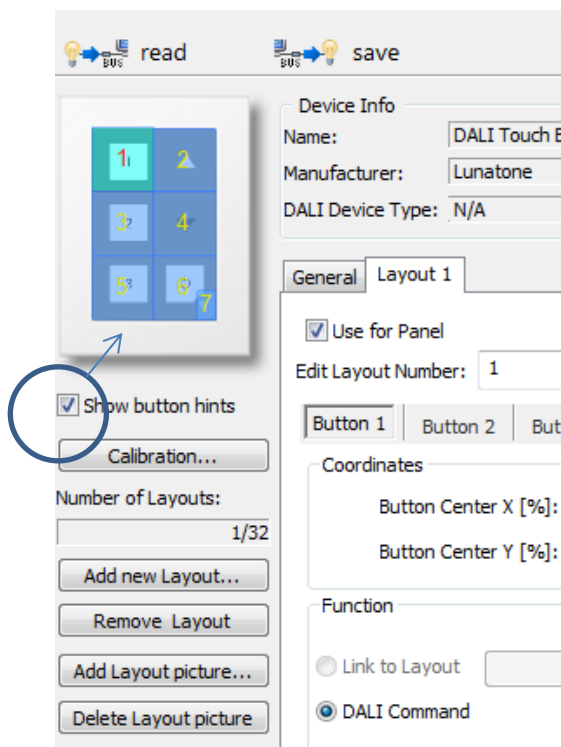 BUS read
BUS save
Device Info
Name: DALI Touch
Manufacturer: Lunatone
DALI Device Type: N/A
1 2
3 4
5 6 7
General Layout 1
Use for Panel
Edit Layout Number: 1
Show button hints
Button 1 Button 2
Calibration...
Coordinates
Number of Layouts:
1/32
Button Center X [%]:
Button Center Y [%]:
Add new Layout...
Remove Layout
Function
Add Layout picture...
Link to Layout
Delete Layout picture
DALI Command